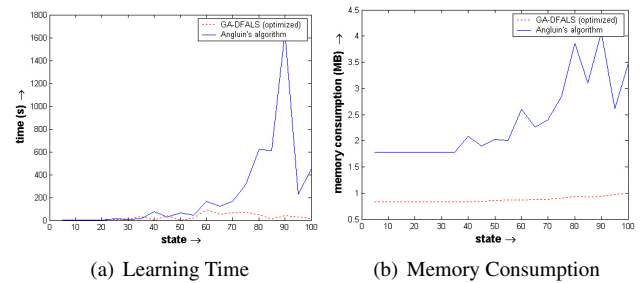 GA-DFALS (optimized)
Angluin's algorithm
time (s) →
1800
1600
1400
1200
1000
800
600
400
200
0
0 10 20 30 40 50 60 70 80 90 100
state →
(a) Learning Time
GA-DFALS (optimized)
Angluin's algorithm
memory consumption (MB) →
4.5
4
3.5
3
2.5
2
1.5
1
0.5
0 10 20 30 40 50 60 70 80 90 100
state →
(b) Memory Consumption